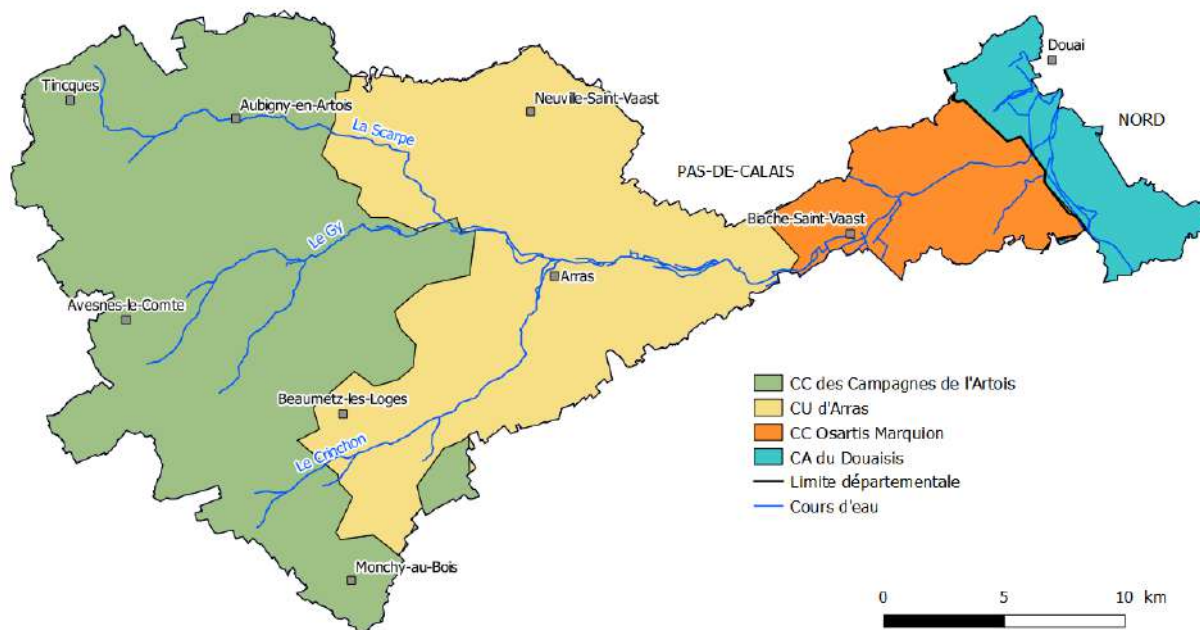 Douai
Tincques
Aubigny-en-Artois
Neuville-Saint-Vaast
NORD
La Scarpe
PAS-DE-CALAIS
Biache-Saint-Vaast
Le Gy
Arras
Avesnes-le-Comte
Beaumetz-les-Loges
Le Crinchon
Monchy-au-Bois
CC des Campagnes de l'Artois
CU d'Arras
CC Osartis Marquion
CA du Douaisis
Limite départementale
Cours d'eau
0 5 10 km